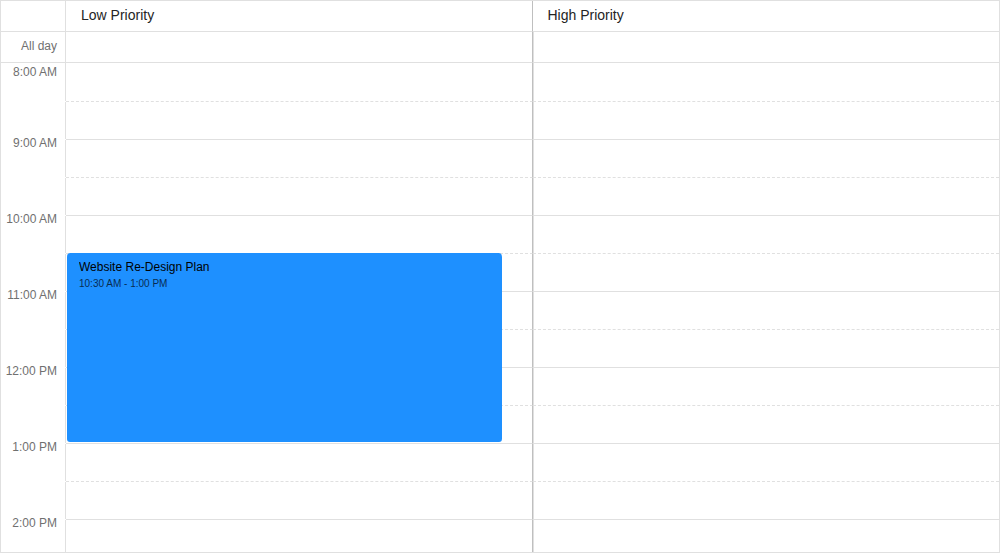 Low Priority
High Priority
All day
8:00 AM
9:00 AM
10:00 AM
Website Re-Design Plan
10:30 AM - 1:00 PM
11:00 AM
12:00 PM
1:00 PM
2:00 PM